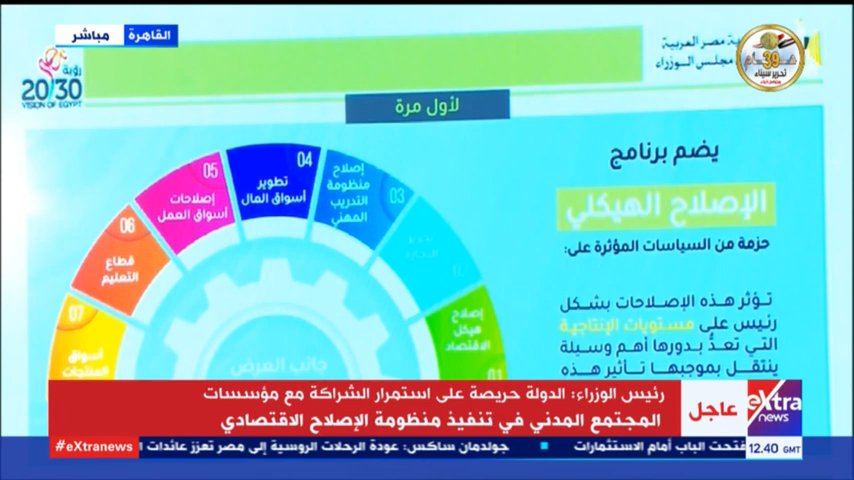 القاهرة
مباشر
رؤية
2030
VISION OF EGYPT
مصر العربية
مجلس الوزراء
39
تحرير سيناء
لأول مرة
يضم برنامج
الإصلاح الهيكلي
حزمة من السياسات المؤثرة على:
تؤثر هذه الإصلاحات بشكل
رئيس على مستويات الإنتاجية
التي تعدُّ بدورها أهم وسيلة
ينتقل بموجبها تأثير هذه
01
إصلاح
هيكل
الاقتصاد
03
إصلاح
منظومة
التدريب
المهني
04
تطوير
أسواق المال
05
إصلاحات
أسواق العمل
06
قطاع
التعليم
07
أسواق
المنتجات
جانب العرض
عاجل
رئيس الوزراء: الدولة حريصة على استمرار الشراكة مع مؤسسات
المجتمع المدني في تنفيذ منظومة الإصلاح الاقتصادي
eXtra
news
12.40 GMT
فتحت الباب أمام الاستثمارات
جولدمان ساكس: عودة الرحلات الروسية إلى مصر تعزز عائدات
#eXtranews